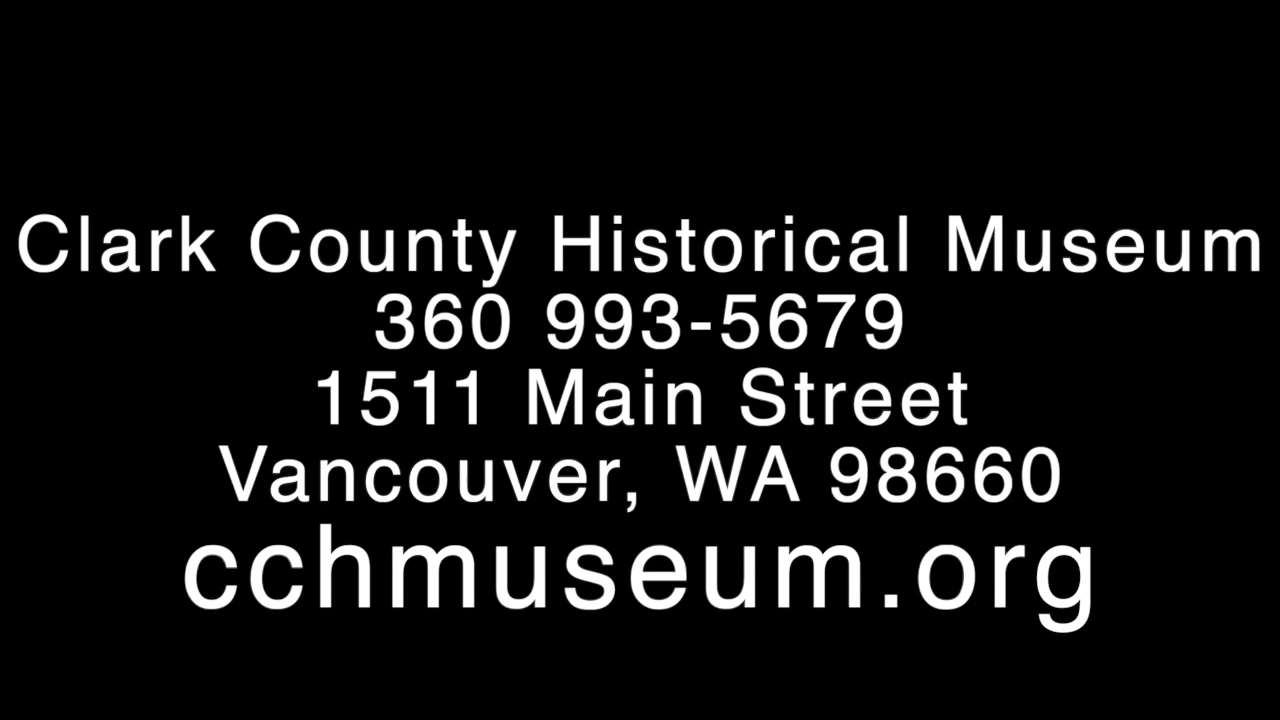 Clark County Historical Museum
360 993-5679
1511 Main Street
Vancouver, WA 98660
cchmuseum.org